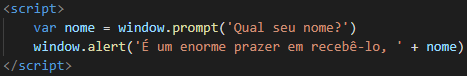 <script>
    var nome = window.prompt('Qual seu nome?')
    window.alert('É um enorme prazer em recebê-lo, ' + nome)
</script>